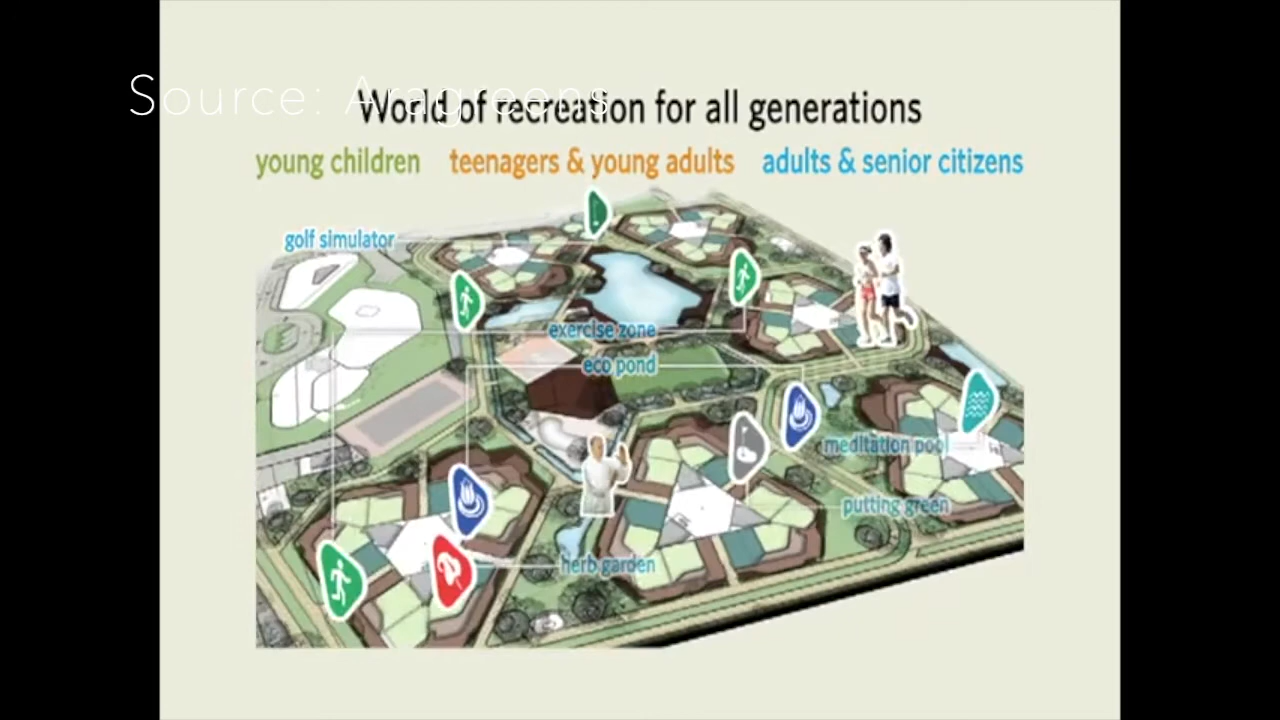 Source: Aragreens
World of recreation for all generations
young children teenagers & young adults adults & senior citizens
golf simulator
exercise zone
eco pond
meditation pool
putting green
herb garden